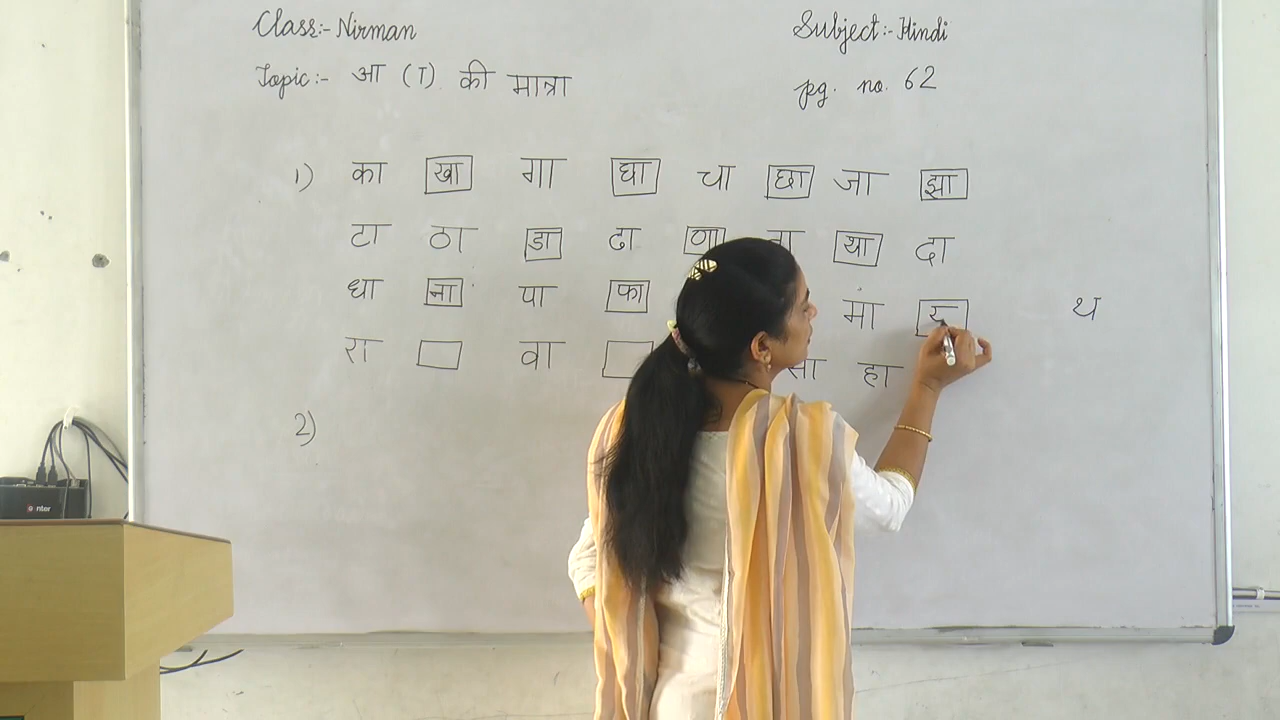 Class:- Nirman
Subject:- Hindi
Topic:- आ (ा) की मात्रा
pg. no. 62
1) का खा गा घा चा छा जा झा
टा ठा डा ढा णा ता था दा
धा ना पा फा मा
थ
रा वा सा हा
2)